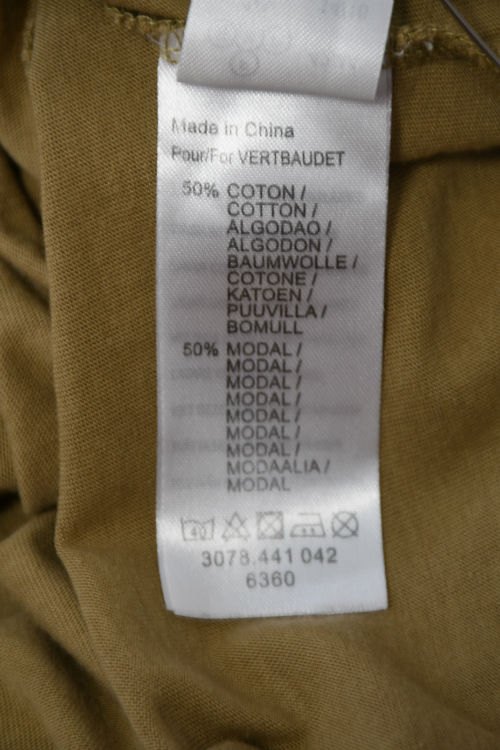 Made in China
Pour/For VERTBAUDET
50% COTON /
COTTON /
ALGODAO /
ALGODON /
BAUMWOLLE /
COTONE /
KATOEN /
PUUVILLA /
BOMULL
50% MODAL /
MODAL /
MODAL /
MODAL /
MODAL /
MODAL /
MODAL /
MODAALIA /
MODAL
40
3078.441 042
6360